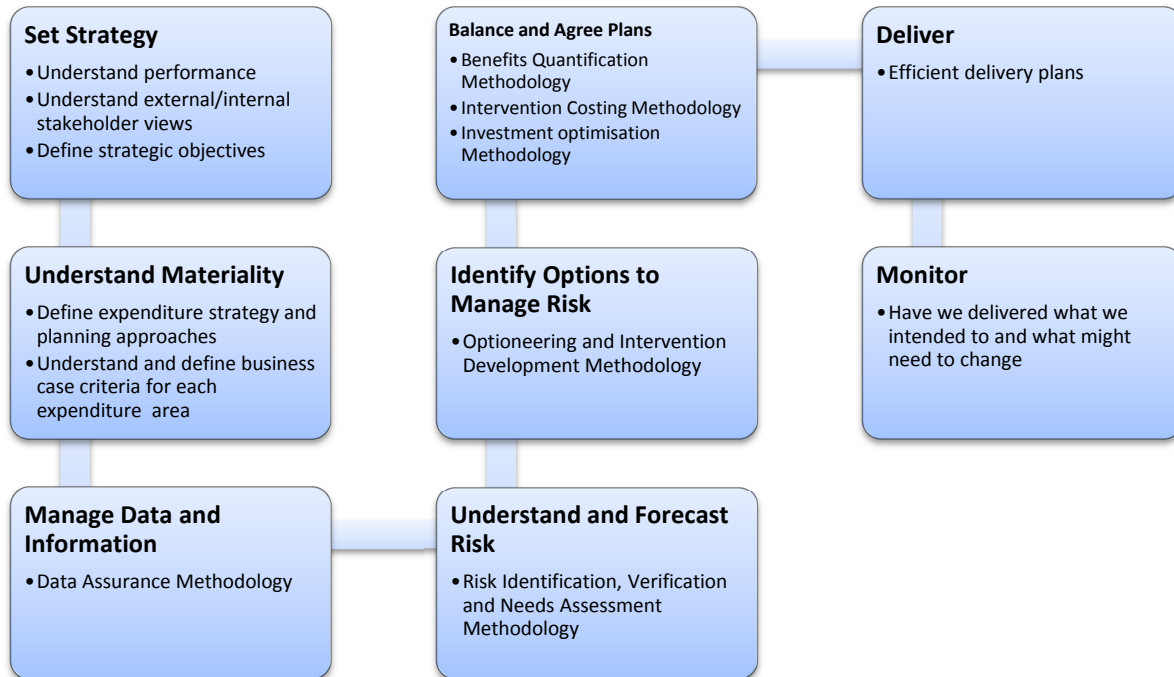 Set Strategy
•Understand performance
•Understand external/internal
stakeholder views
•Define strategic objectives
Understand Materiality
•Define expenditure strategy and
planning approaches
•Understand and define business
case criteria for each
expenditure area
Manage Data and
Information
•Data Assurance Methodology
Understand and Forecast
Risk
•Risk Identification, Verification
and Needs Assessment
Methodology
Identify Options to
Manage Risk
•Optioneering and Intervention
Development Methodology
Balance and Agree Plans
•Benefits Quantification
Methodology
•Intervention Costing Methodology
•Investment optimisation
Methodology
Deliver
•Efficient delivery plans
Monitor
•Have we delivered what we
intended to and what might
need to change